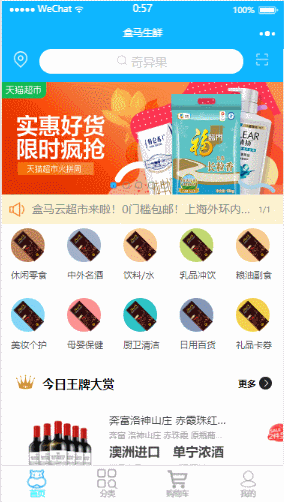 WeChat
0:57
100%
盒马生鲜
奇异果
天猫超市
实惠好货
限时疯抢
天猫超市火拼周
福
盒马云超市来啦！0门槛包邮！上海外环内...
1/1
休闲零食
中外名酒
饮料/水
乳品冲饮
粮油副食
美妆个护
母婴保健
厨卫清洁
日用百货
礼品卡券
今日王牌大赏
更多
奔富洛神山庄 赤霞珠红...
奔富 洛神山庄 赤珠霞 原瓶箱...
澳洲进口 单宁浓酒
首页
分类
购物车
我的